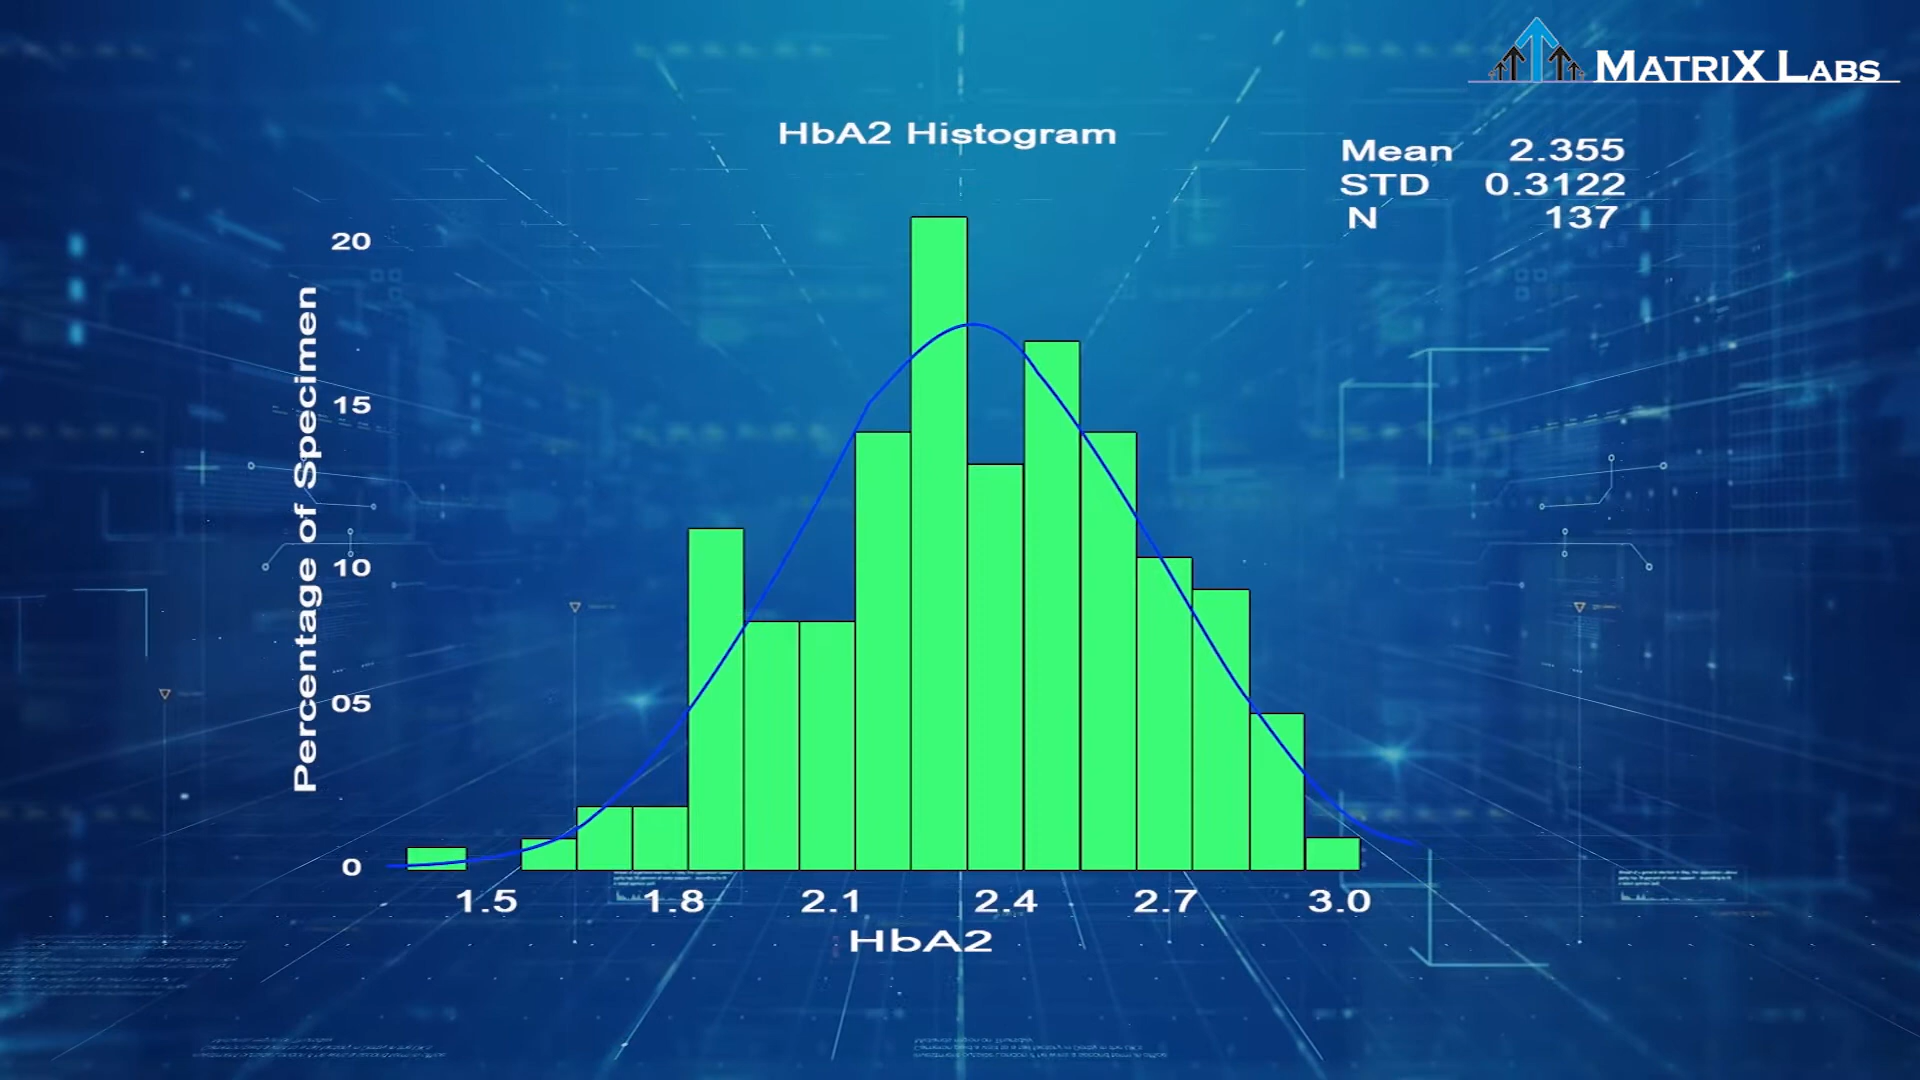 MATRIX LABS
HbA2 Histogram
Mean 2.355
STD 0.3122
N 137
Percentage of Specimen
20
15
10
05
0
1.5 1.8 2.1 2.4 2.7 3.0
HbA2